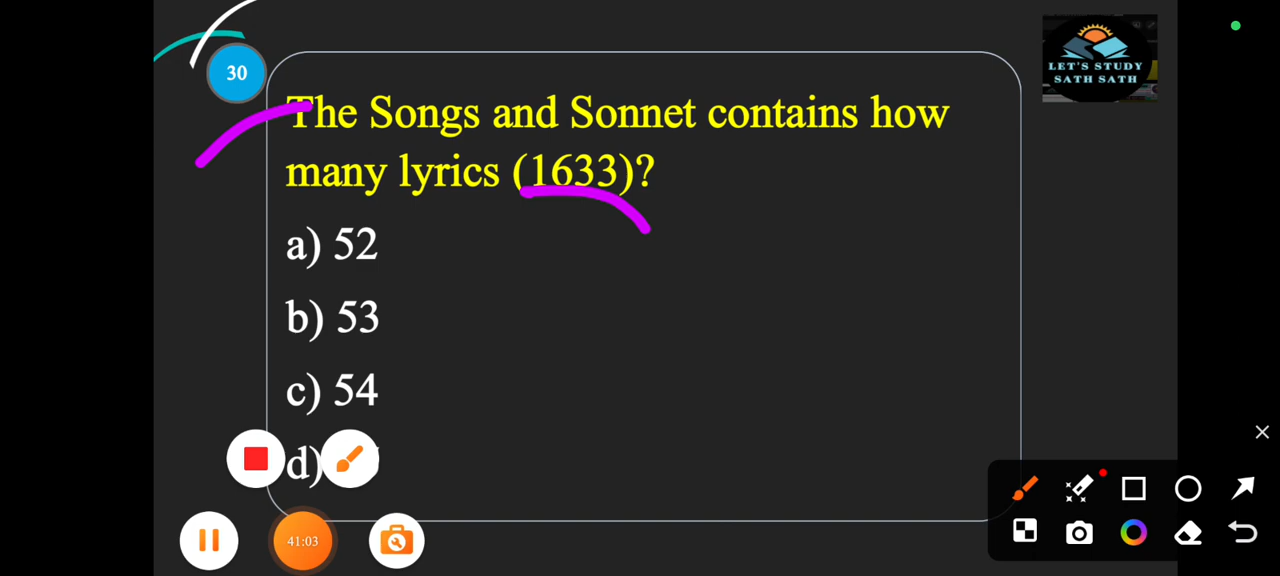 30
LET'S STUDY
SATH SATH
The Songs and Sonnet contains how
many lyrics (1633)?
a) 52
b) 53
c) 54
d)
41:03